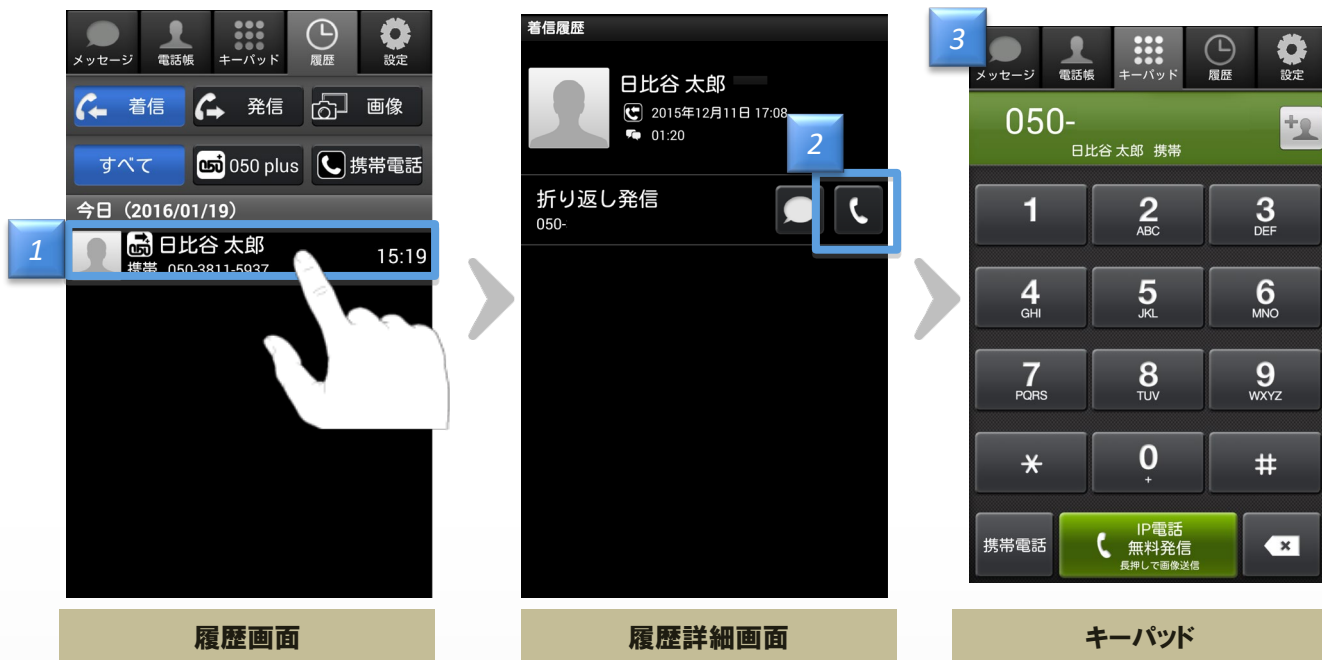 メッセージ
電話帳
キーパッド
履歴
設定
着信
発信
画像
すべて
050 050 plus
携帯電話
今日（2016/01/19）
1
050 日比谷 太郎
携帯 050-3811-5937
15:19
履歴画面
着信履歴
日比谷 太郎
2015年12月11日 17:08
01:20
2
折り返し発信
050-
履歴詳細画面
3
メッセージ
電話帳
キーパッド
履歴
設定
050-
日比谷 太郎 携帯
1
2
ABC
3
DEF
4
GHI
5
JKL
6
MNO
7
PQRS
8
TUV
9
WXYZ
*
0
+
#
携帯電話
IP電話
無料発信
長押しで画像送信
キーパッド